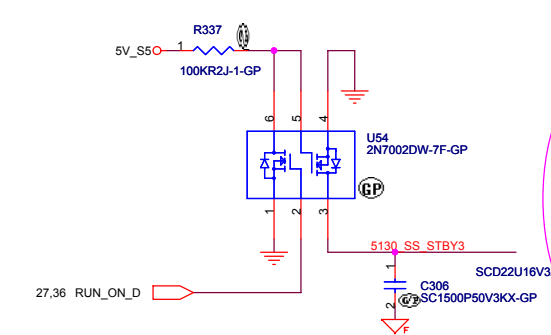 R337
5V_S5
1
100KR2J-1-GP
6
5
4
U54
2N7002DW-7F-GP
GP
1
2
3
5130_SS_STBY3
1
SCD22U16V3
C306
27,36 RUN_ON_D
2
SC1500P50V3KX-GP